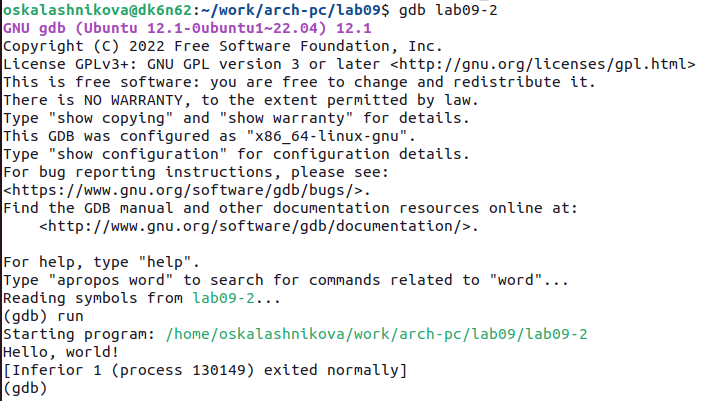 oskalashnikova@dk6n62:~/work/arch-pc/lab09$ gdb lab09-2
GNU gdb (Ubuntu 12.1-0ubuntu1~22.04) 12.1
Copyright (C) 2022 Free Software Foundation, Inc.
License GPLv3+: GNU GPL version 3 or later <http://gnu.org/licenses/gpl.html>
This is free software: you are free to change and redistribute it.
There is NO WARRANTY, to the extent permitted by law.
Type "show copying" and "show warranty" for details.
This GDB was configured as "x86_64-linux-gnu".
Type "show configuration" for configuration details.
For bug reporting instructions, please see:
<https://www.gnu.org/software/gdb/bugs/>.
Find the GDB manual and other documentation resources online at:
    <http://www.gnu.org/software/gdb/documentation/>.

For help, type "help".
Type "apropos word" to search for commands related to "word"...
Reading symbols from lab09-2...
(gdb) run
Starting program: /home/oskalashnikova/work/arch-pc/lab09/lab09-2
Hello, world!
[Inferior 1 (process 130149) exited normally]
(gdb)